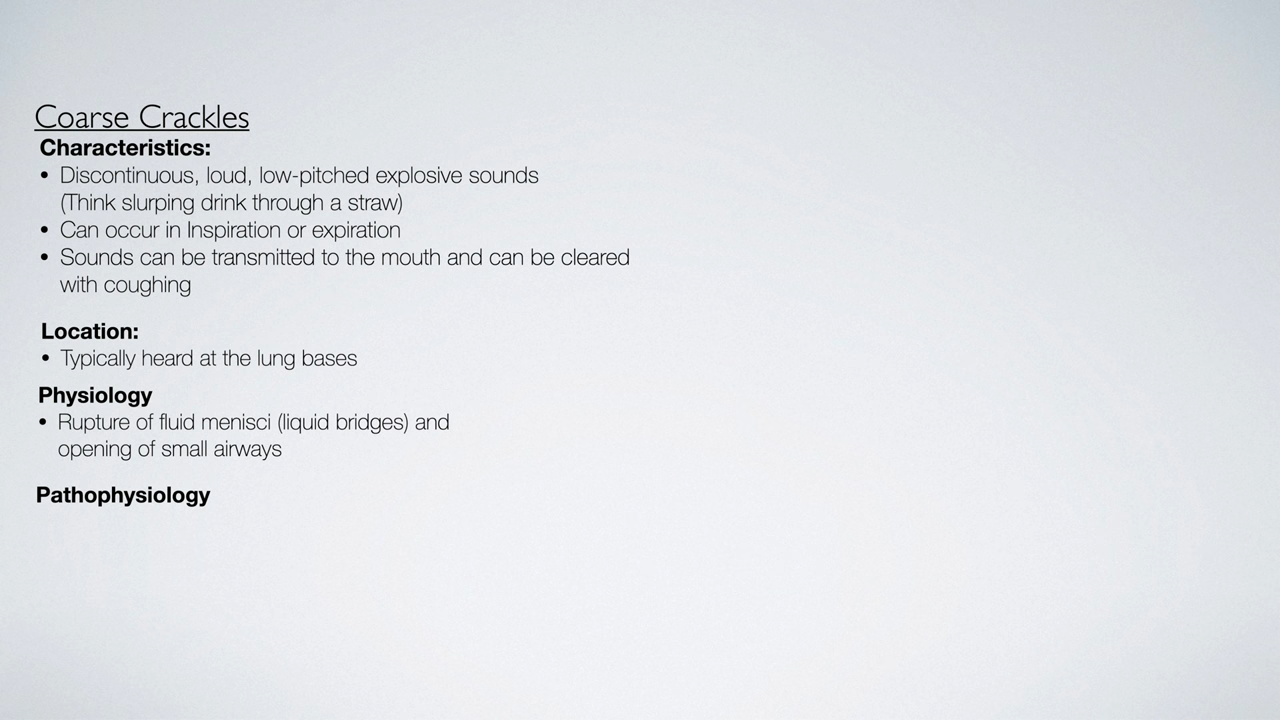 Coarse Crackles
Characteristics:
• Discontinuous, loud, low-pitched explosive sounds
(Think slurping drink through a straw)
• Can occur in Inspiration or expiration
• Sounds can be transmitted to the mouth and can be cleared
with coughing
Location:
• Typically heard at the lung bases
Physiology
• Rupture of fluid menisci (liquid bridges) and
opening of small airways
Pathophysiology